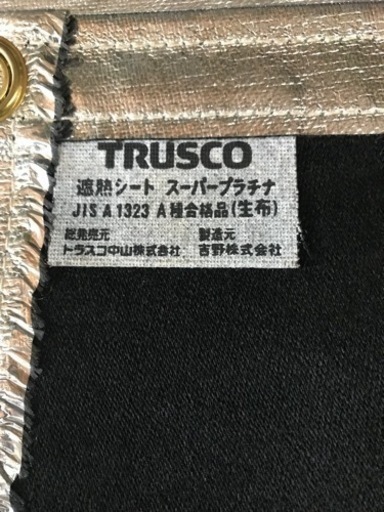 TRUSCO
遮熱シート スーパープラチナ
JIS A 1323 A種合格品(生布)
総発売元 製造元
トラスコ中山株式会社 吉野株式会社